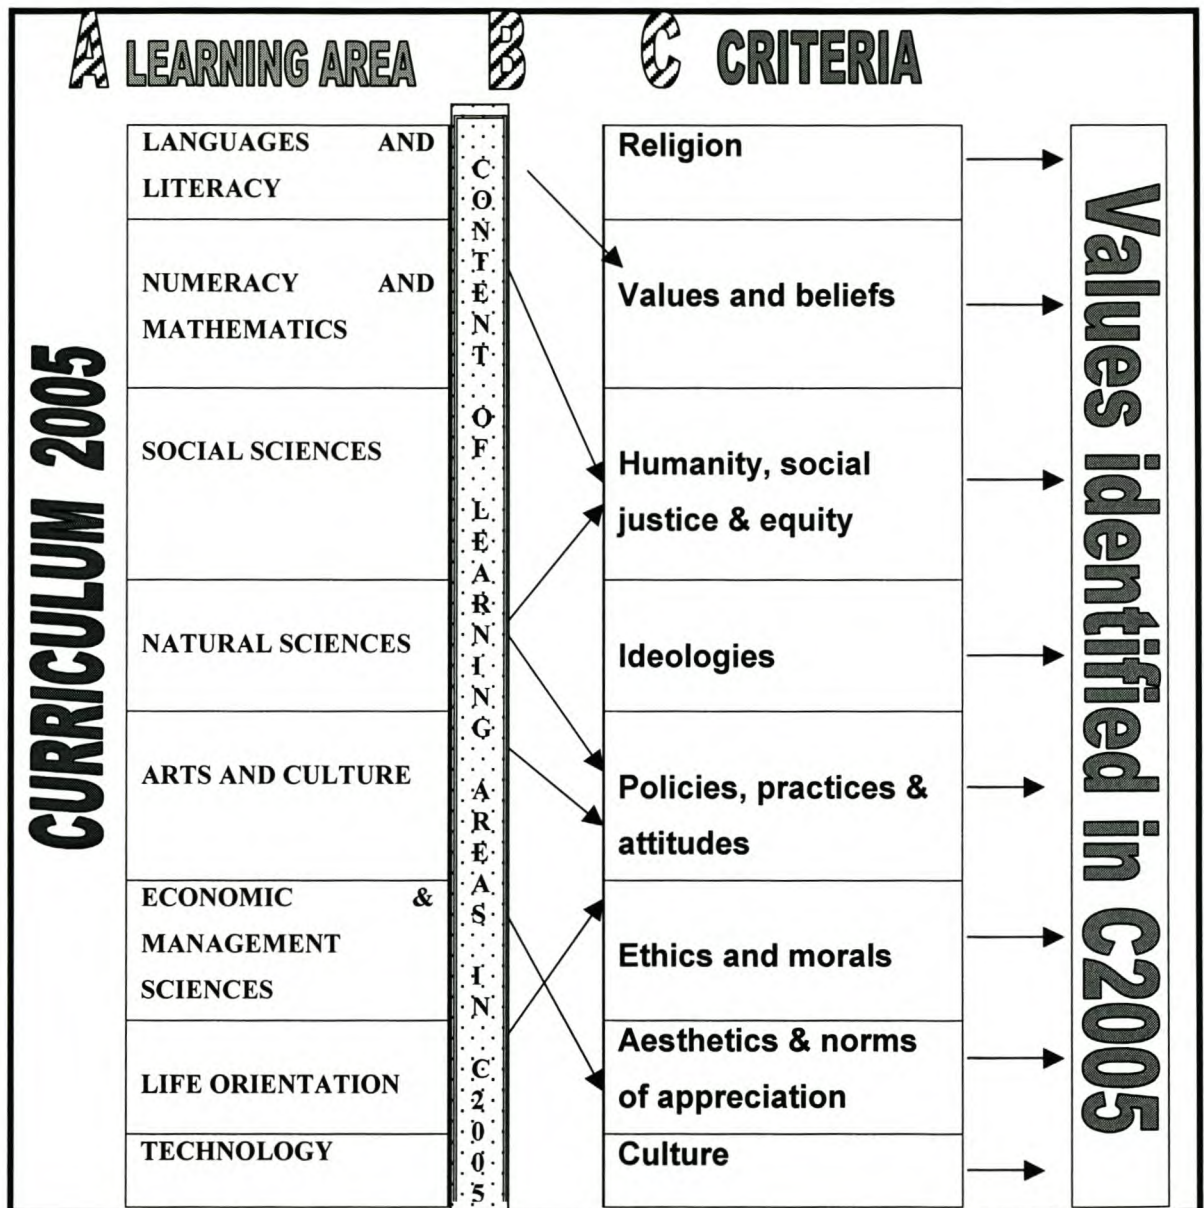 A LEARNING AREA B C CRITERIA
CURRICULUM 2005
LANGUAGES AND
LITERACY
NUMERACY AND
MATHEMATICS
SOCIAL SCIENCES
NATURAL SCIENCES
ARTS AND CULTURE
ECONOMIC &
MANAGEMENT
SCIENCES
LIFE ORIENTATION
TECHNOLOGY
CONTENT OF LEARNING AREAS IN C2005
Religion
Values and beliefs
Humanity, social
justice & equity
Ideologies
Policies, practices &
attitudes
Ethics and morals
Aesthetics & norms
of appreciation
Culture
Values identified in C2005